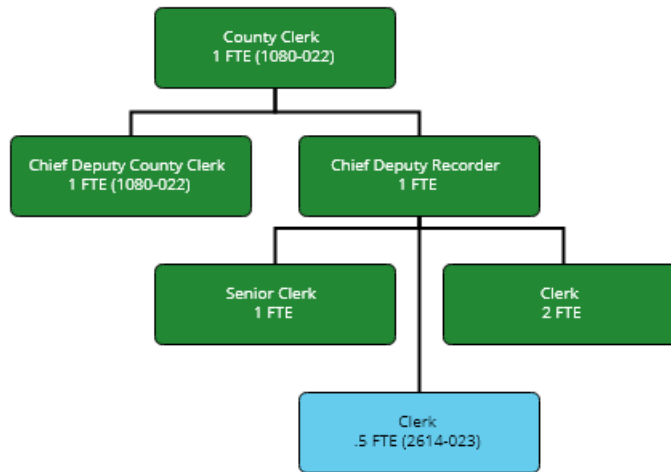 County Clerk
1 FTE (1080-022)
Chief Deputy County Clerk
1 FTE (1080-022)
Chief Deputy Recorder
1 FTE
Senior Clerk
1 FTE
Clerk
2 FTE
Clerk
.5 FTE (2614-023)